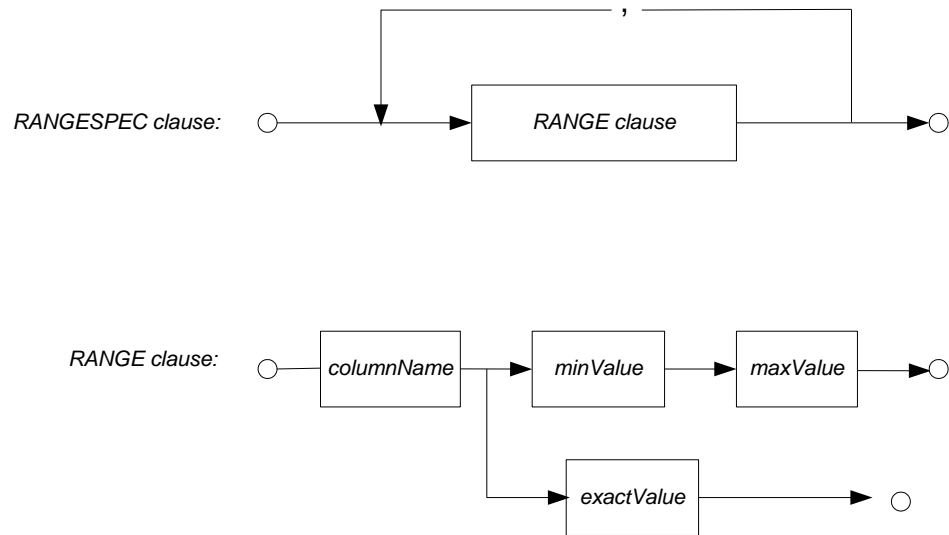 ,
RANGESPEC clause:
RANGE clause
RANGE clause:
columnName
minValue
maxValue
exactValue